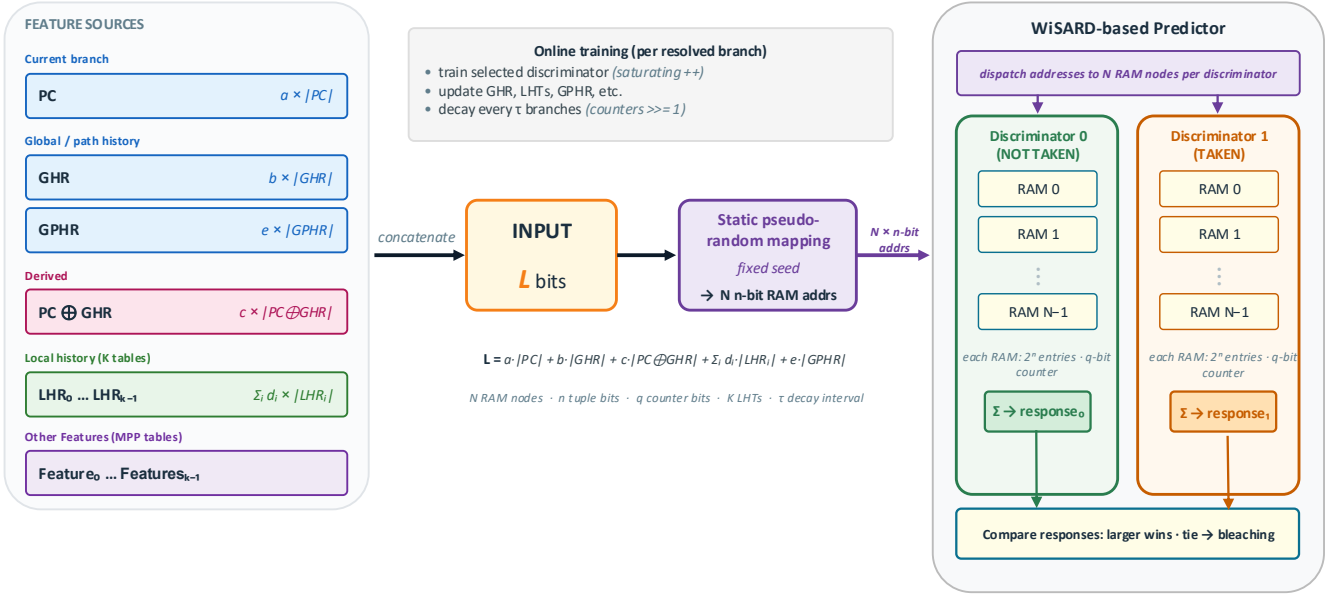 FEATURE SOURCES
Current branch
PC
a × |PC|
Global / path history
GHR
b × |GHR|
GPHR
e × |GPHR|
Derived
PC ⨁ GHR
c × |PC⨁GHR|
Local history (K tables)
LHR₀ ... LHRₖ₋₁
Σᵢ dᵢ × |LHRᵢ|
Other Features (MPP tables)
Feature₀ ... Featuresₖ₋₁
Online training (per resolved branch)
• train selected discriminator (saturating ++)
• update GHR, LHTs, GPHR, etc.
• decay every τ branches (counters >>= 1)
concatenate
INPUT
L bits
Static pseudo-
random mapping
fixed seed
→ N n-bit RAM addrs
N × n-bit
addrs
L = a·|PC| + b·|GHR| + c·|PC⨁GHR| + Σᵢ dᵢ·|LHRᵢ| + e·|GPHR|
N RAM nodes · n tuple bits · q counter bits · K LHTs · τ decay interval
WiSARD-based Predictor
dispatch addresses to N RAM nodes per discriminator
Discriminator 0
(NOT TAKEN)
RAM 0
RAM 1
⋮
RAM N−1
each RAM: 2ⁿ entries · q-bit
counter
Σ → response₀
Discriminator 1
(TAKEN)
RAM 0
RAM 1
⋮
RAM N−1
each RAM: 2ⁿ entries · q-bit
counter
Σ → response₁
Compare responses: larger wins · tie → bleaching